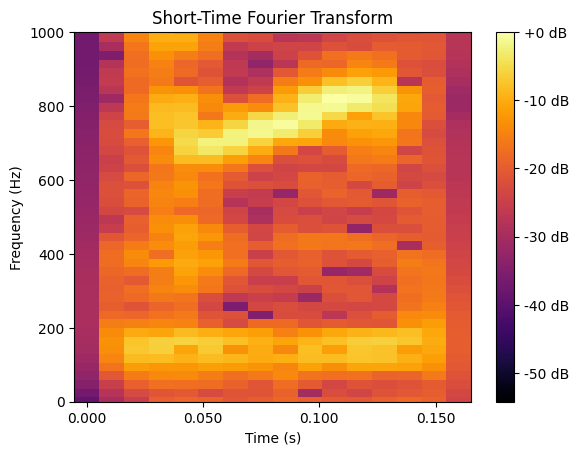 Short-Time Fourier Transform
1000
800
600
400
200
0
Frequency (Hz)
0.000
0.050
0.100
0.150
Time (s)
+0 dB
-10 dB
-20 dB
-30 dB
-40 dB
-50 dB